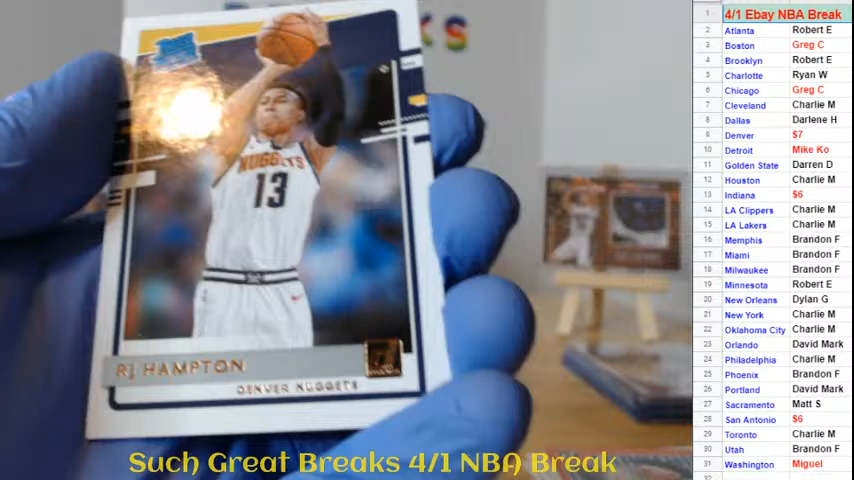 NUGGETS
13
RJ HAMPTON
DENVER NUGGETS
Such Great Breaks 4/1 NBA Break
1 4/1 Ebay NBA Break
2 Atlanta Robert E
3 Boston Greg C
4 Brooklyn Robert E
5 Charlotte Ryan W
6 Chicago Greg C
7 Cleveland Charlie M
8 Dallas Darlene H
9 Denver $7
10 Detroit Mike Ko
11 Golden State Darren D
12 Houston Charlie M
13 Indiana $6
14 LA Clippers Charlie M
15 LA Lakers Charlie M
16 Memphis Brandon F
17 Miami Brandon F
18 Milwaukee Brandon F
19 Minnesota Robert E
20 New Orleans Dylan G
21 New York Charlie M
22 Oklahoma City Charlie M
23 Orlando David Mark
24 Philadelphia Charlie M
25 Phoenix Brandon F
26 Portland David Mark
27 Sacramento Matt S
28 San Antonio $6
29 Toronto Charlie M
30 Utah Brandon F
31 Washington Miguel